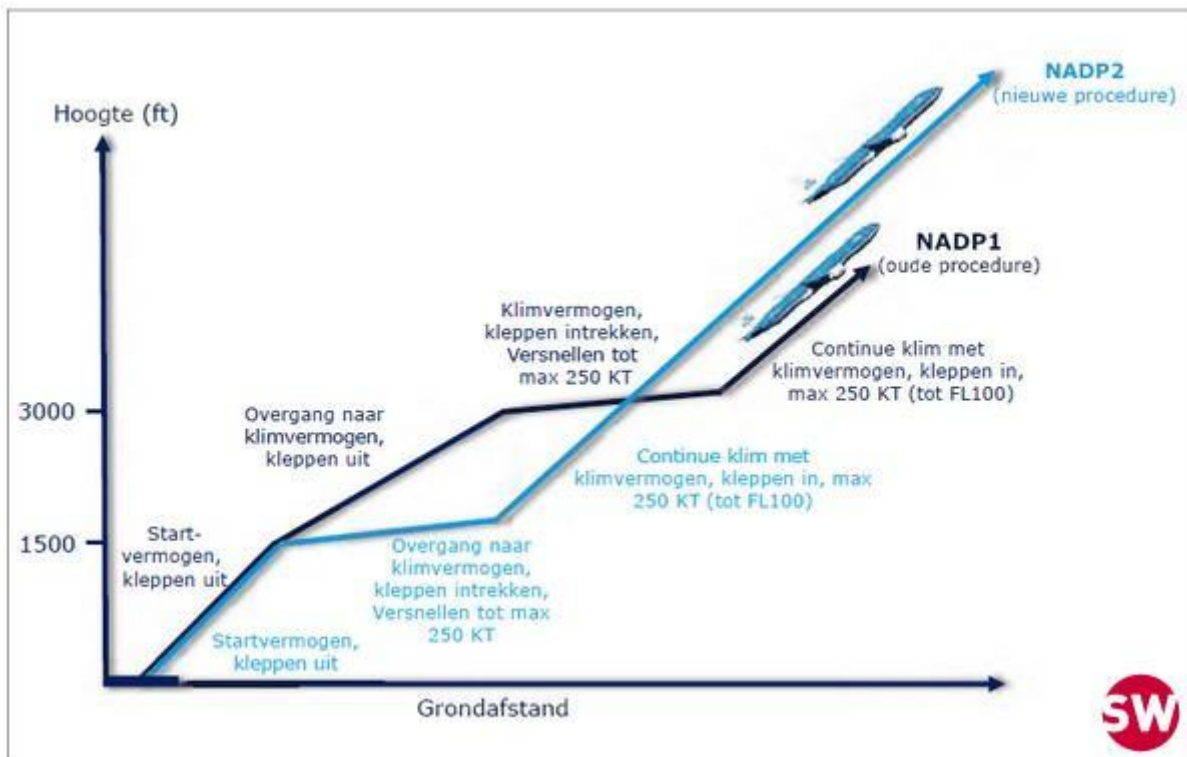 NADP2
(nieuwe procedure)
Hoogte (ft)
NADP1
(oude procedure)
Klimvermogen,
kleppen intrekken,
Versnellen tot
max 250 KT
Continue klim met
klimvermogen, kleppen in,
max 250 KT (tot FL100)
3000
Overgang naar
klimvermogen,
kleppen uit
Continue klim met
klimvermogen, kleppen in, max
250 KT (tot FL100)
1500
Start-
vermogen,
kleppen uit
Overgang naar
klimvermogen,
kleppen intrekken,
Versnellen tot max
250 KT
Startvermogen,
kleppen uit
Grondafstand
SW